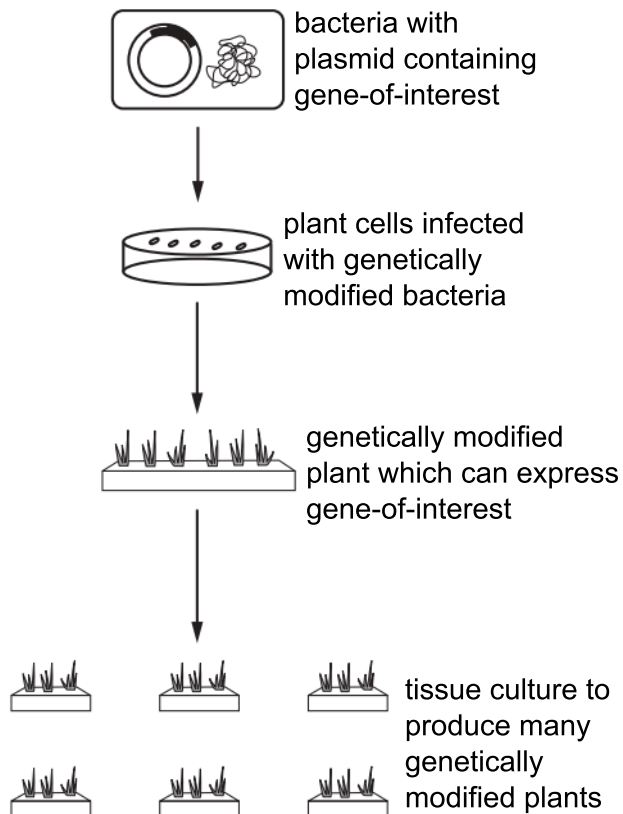 bacteria with
plasmid containing
gene-of-interest
plant cells infected
with genetically
modified bacteria
genetically modified
plant which can express
gene-of-interest
tissue culture to
produce many
genetically
modified plants